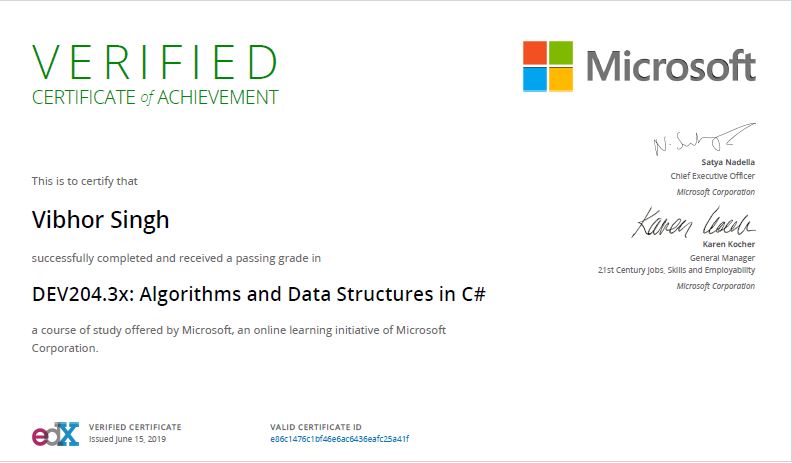 VERIFIED
CERTIFICATE of ACHIEVEMENT
Microsoft
Satya Nadella
Chief Executive Officer
Microsoft Corporation
This is to certify that
Vibhor Singh
successfully completed and received a passing grade in
DEV204.3x: Algorithms and Data Structures in C#
a course of study offered by Microsoft, an online learning initiative of Microsoft
Corporation.
Karen Kocher
General Manager
21st Century Jobs, Skills and Employability
Microsoft Corporation
edX
VERIFIED CERTIFICATE
Issued June 15, 2019
VALID CERTIFICATE ID
e86c1476c1bf46e6ac6436eafc25a41f